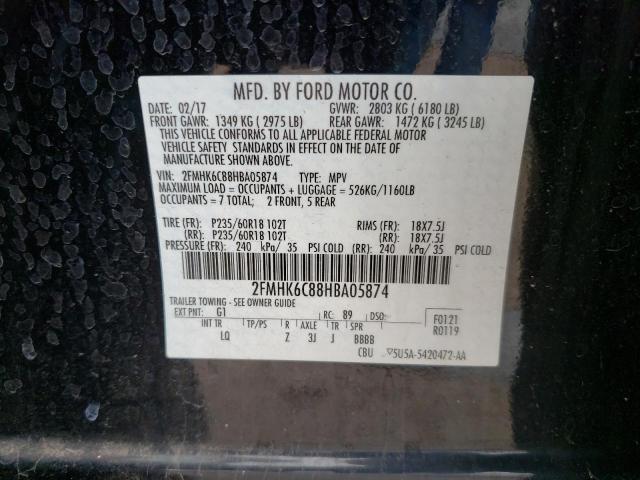 MFD. BY FORD MOTOR CO.
DATE: 02/17 GVWR: 2803 KG ( 6180 LB)
FRONT GAWR: 1349 KG ( 2975 LB) REAR GAWR: 1472 KG ( 3245 LB)
THIS VEHICLE CONFORMS TO ALL APPLICABLE FEDERAL MOTOR
VEHICLE SAFETY STANDARDS IN EFFECT ON THE DATE OF
MANUFACTURE SHOWN ABOVE.
VIN: 2FMHK6C88HBA05874 TYPE: MPV
MAXIMUM LOAD = OCCUPANTS + LUGGAGE = 526KG/1160LB
OCCUPANTS = 7 TOTAL; 2 FRONT, 5 REAR
TIRE (FR): P235/60R18 102T RIMS (FR): 18X7.5J
(RR): P235/60R18 102T (RR): 18X7.5J
PRESSURE (FR): 240 kPa/ 35 PSI COLD (RR): 240 kPa/ 35 PSI COLD
2FMHK6C88HBA05874
TRAILER TOWING - SEE OWNER GUIDE
EXT PNT: G1 RC: 89 DSO: F0121
INT TR TP/PS R AXLE TR SPR R0119
LQ Z 3J J BBBB
CBU ▽5U5A-5420472-AA